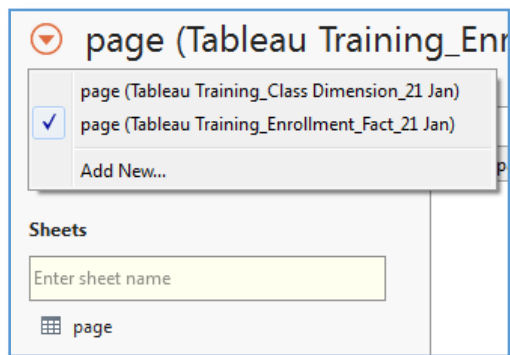 page (Tableau Training_Enr
page (Tableau Training_Class Dimension_21 Jan)
page (Tableau Training_Enrollment_Fact_21 Jan)
Add New...
p
Sheets
Enter sheet name
page